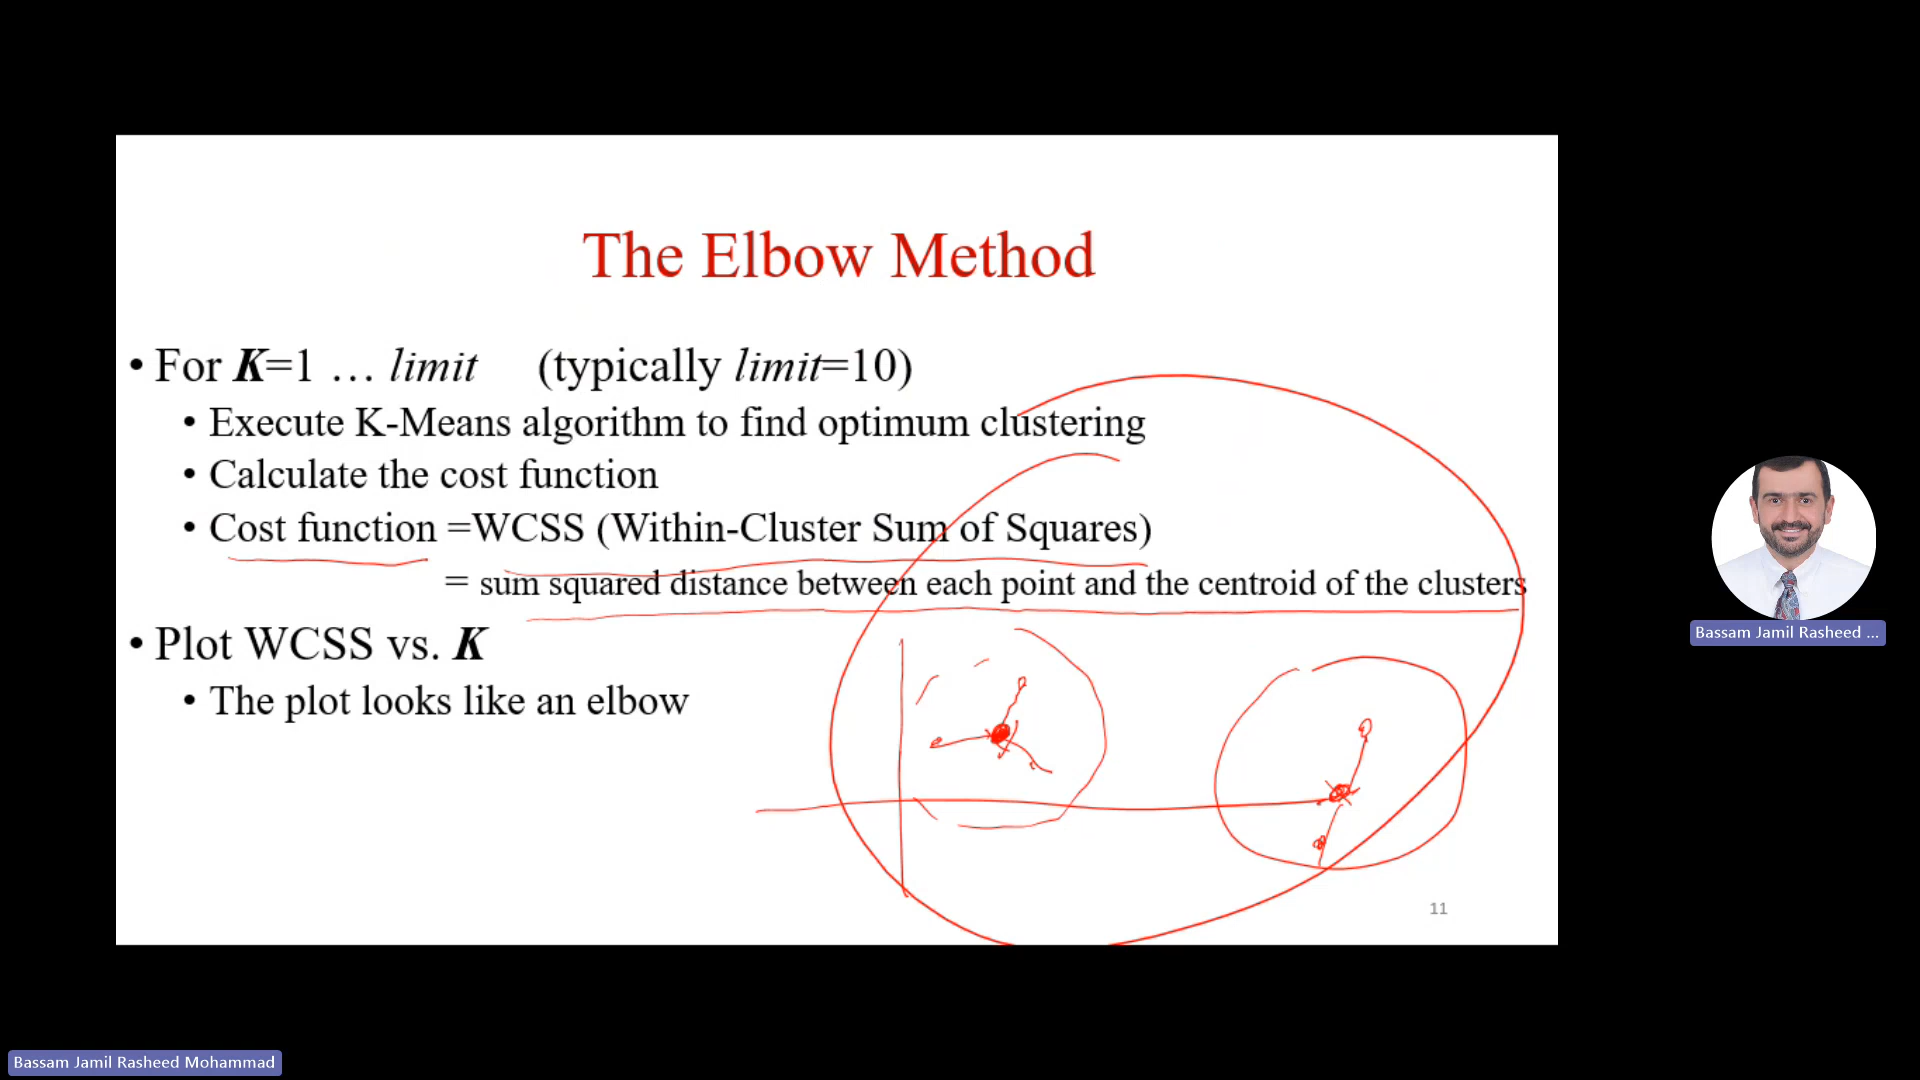 The Elbow Method
• For K=1 … limit (typically limit=10)
• Execute K-Means algorithm to find optimum clustering
• Calculate the cost function
• Cost function =WCSS (Within-Cluster Sum of Squares)
= sum squared distance between each point and the centroid of the clusters
• Plot WCSS vs. K
• The plot looks like an elbow
11
Bassam Jamil Rasheed ...
Bassam Jamil Rasheed Mohammad